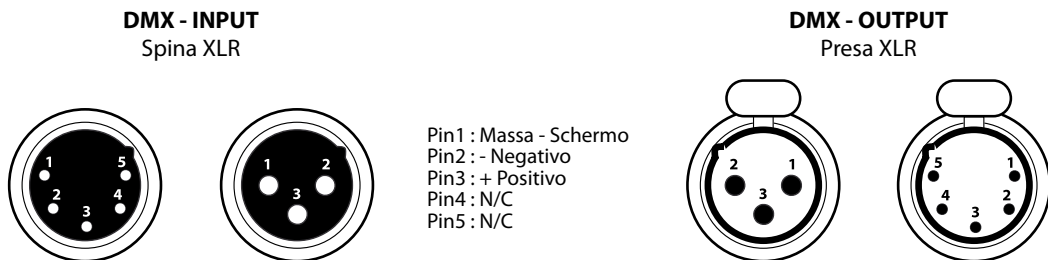 DMX - INPUT
Spina XLR
DMX - OUTPUT
Presa XLR
1 5
2 4
3
1 2
3
Pin1 : Massa - Schermo
Pin2 : - Negativo
Pin3 : + Positivo
Pin4 : N/C
Pin5 : N/C
2 1
3
5 1
4 2
3